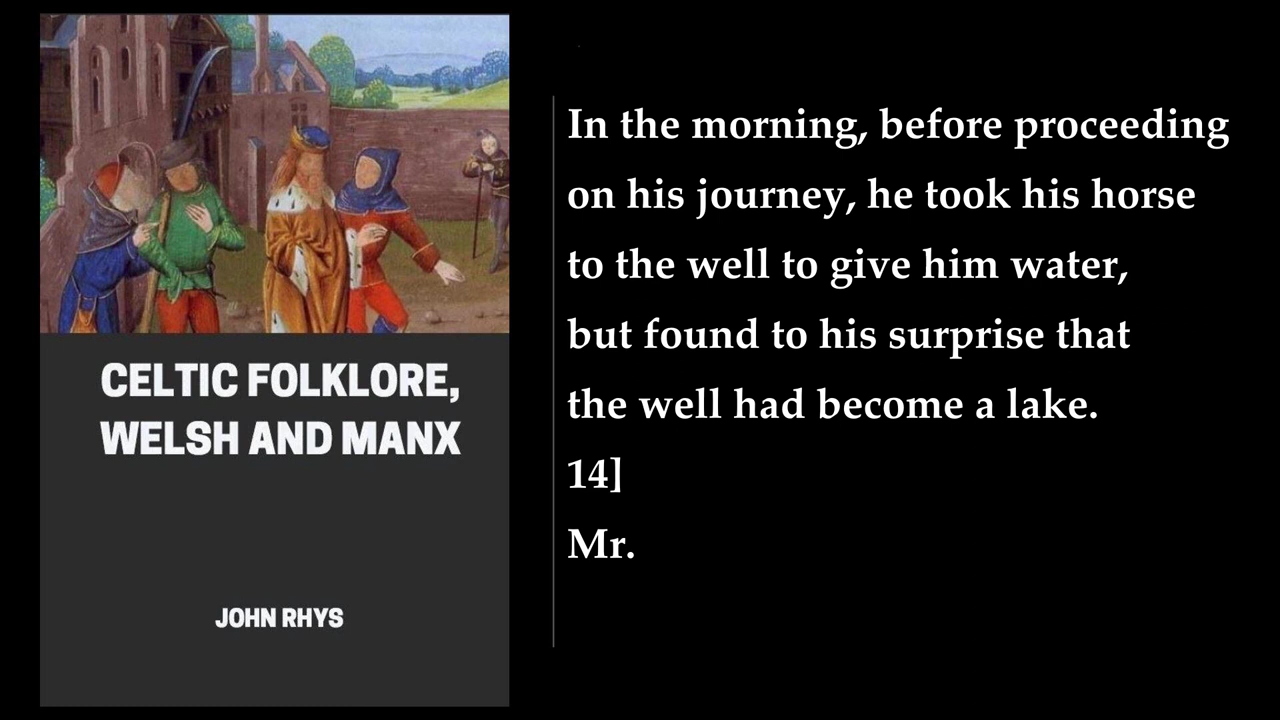 CELTIC FOLKLORE,
WELSH AND MANX
JOHN RHYS
In the morning, before proceeding
on his journey, he took his horse
to the well to give him water,
but found to his surprise that
the well had become a lake.
14]
Mr.